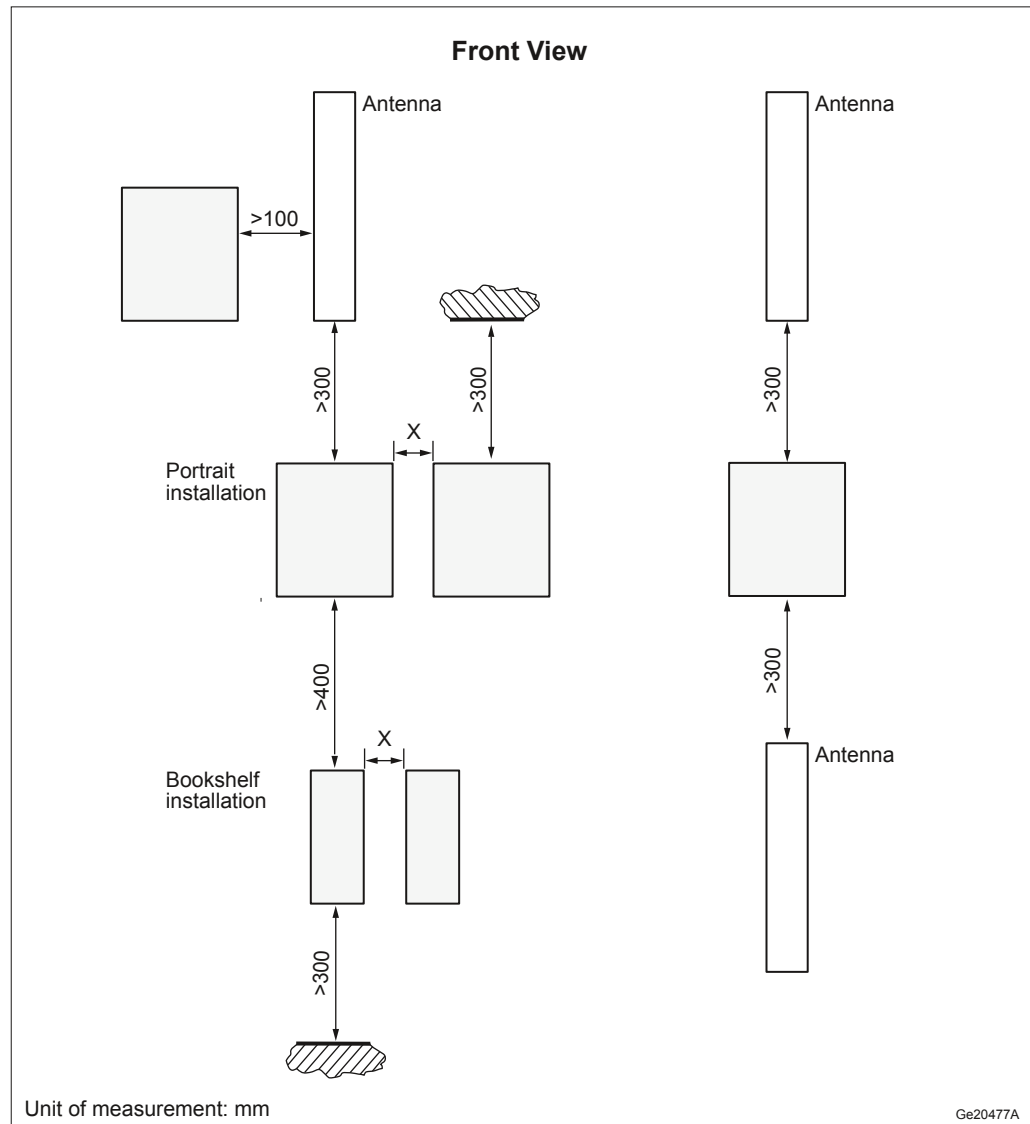 Front View
Antenna
Antenna
>100
>300
>300
>300
X
Portrait
installation
>400
>300
X
Antenna
Bookshelf
installation
>300
Unit of measurement: mm
Ge20477A